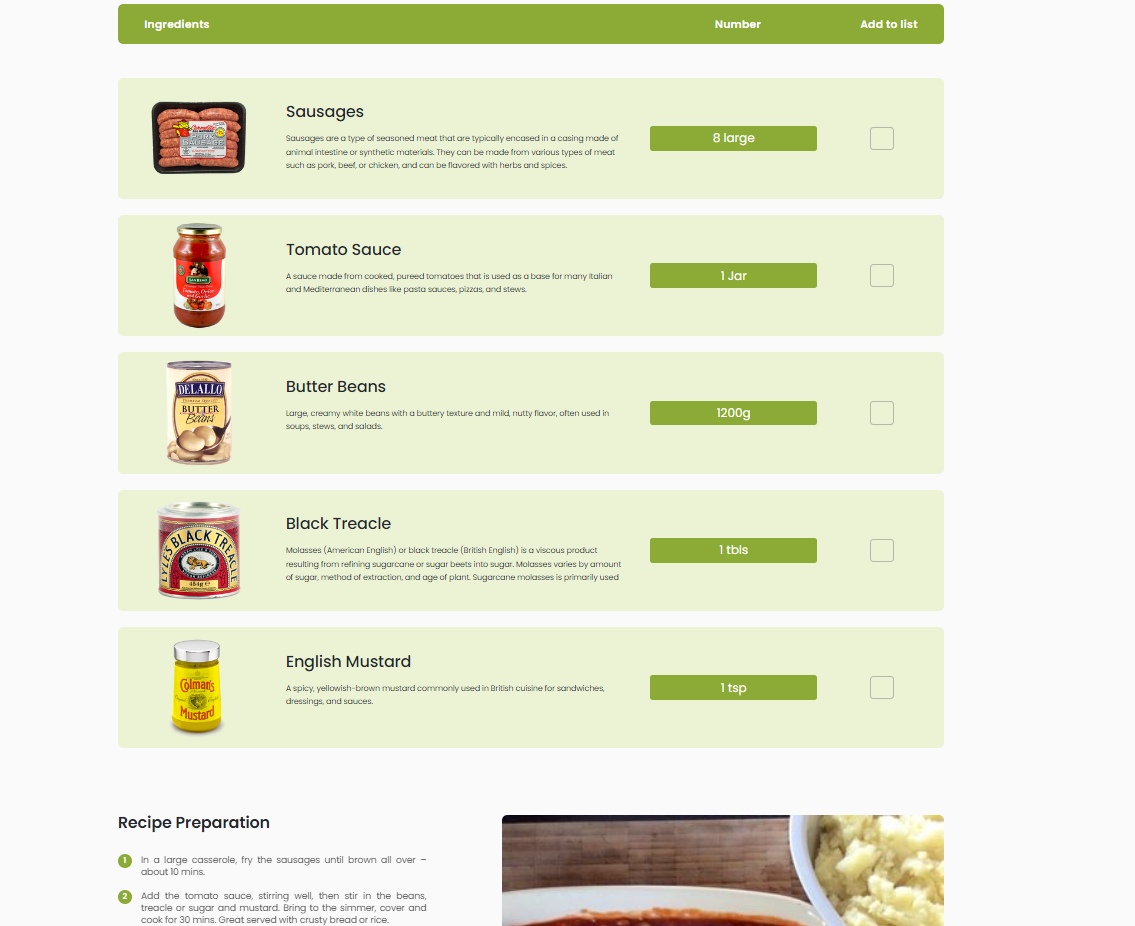 Ingredients Number Add to list
Sausages
Sausages are a type of seasoned meat that are typically encased in a casing made of
animal intestine or synthetic materials. They can be made from various types of meat
such as pork, beef, or chicken, and can be flavored with herbs and spices.
8 large
Tomato Sauce
A sauce made from cooked, pureed tomatoes that is used as a base for many Italian
and Mediterranean dishes like pasta sauces, pizzas, and stews.
1 Jar
DELALLO
BUTTER
Beans
Butter Beans
Large, creamy white beans with a buttery texture and mild, nutty flavor, often used in
soups, stews, and salads.
1200g
LYLE'S BLACK TREACLE
454g e
Black Treacle
Molasses (American English) or black treacle (British English) is a viscous product
resulting from refining sugarcane or sugar beets into sugar. Molasses varies by amount
of sugar, method of extraction, and age of plant. Sugarcane molasses is primarily used
1 tbls
Colman's
Mustard
English Mustard
A spicy, yellowish-brown mustard commonly used in British cuisine for sandwiches,
dressings, and sauces.
1 tsp
Recipe Preparation
1 In a large casserole, fry the sausages until brown all over –
about 10 mins.
2 Add the tomato sauce, stirring well, then stir in the beans,
treacle or sugar and mustard. Bring to the simmer, cover and
cook for 30 mins. Great served with crusty bread or rice.